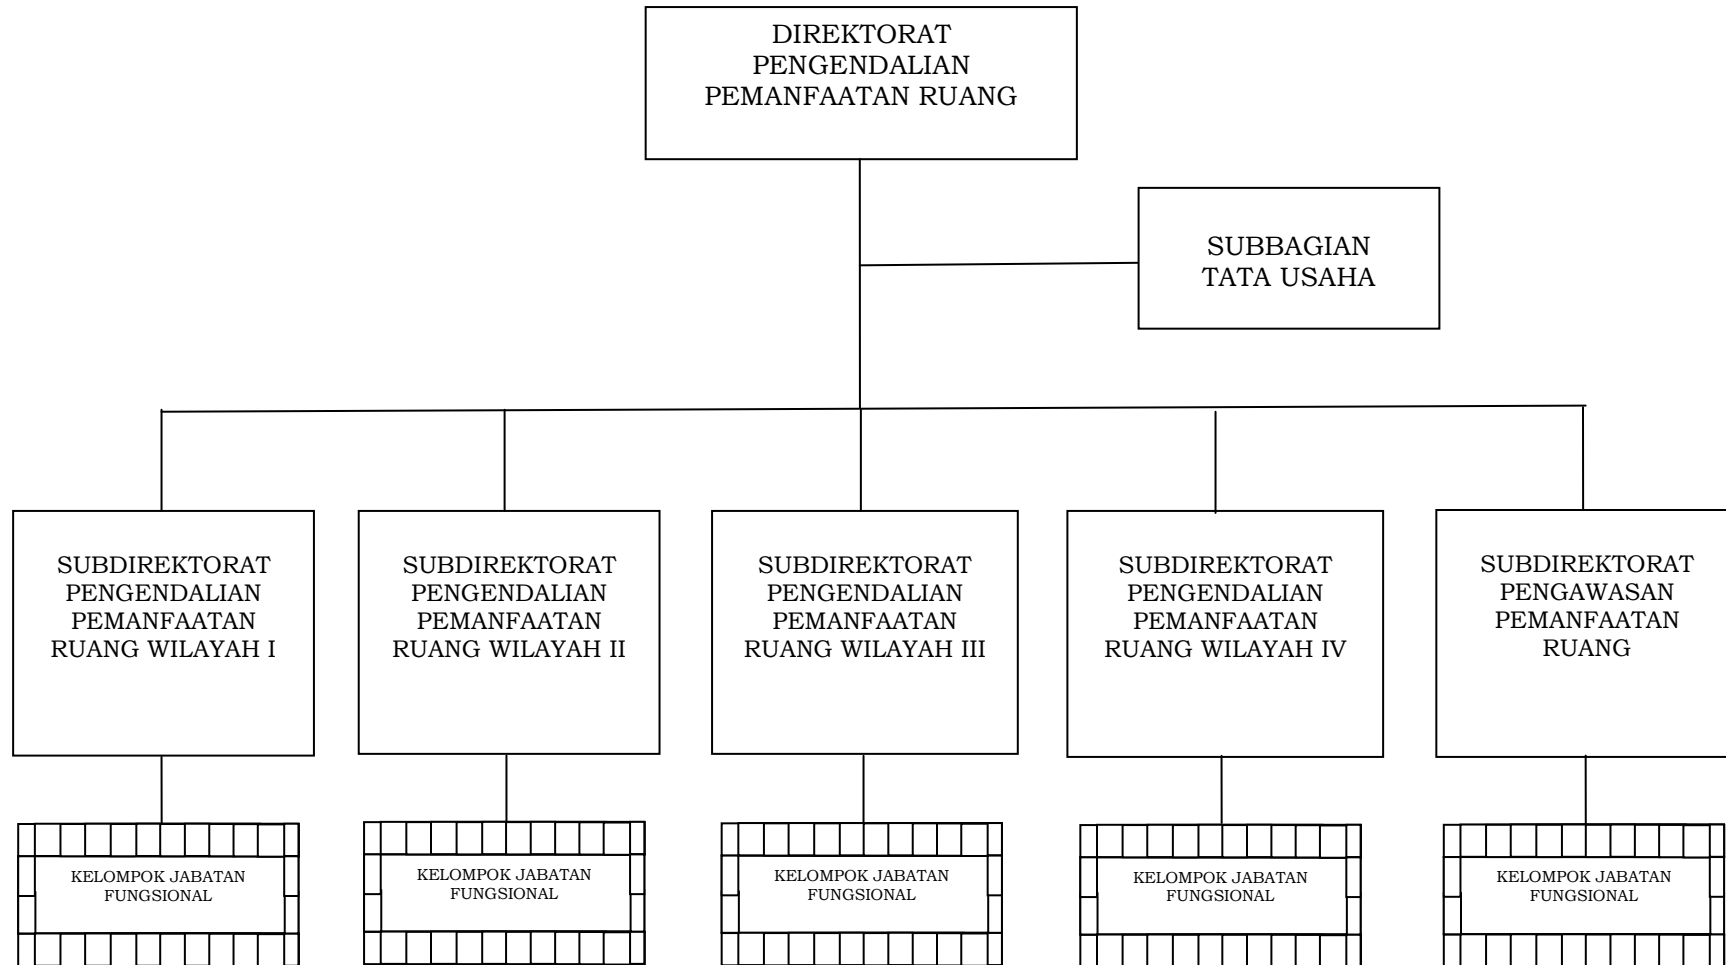 DIREKTORAT
PENGENDALIAN
PEMANFAATAN RUANG
SUBBAGIAN
TATA USAHA
SUBDIREKTORAT
PENGENDALIAN
PEMANFAATAN
RUANG WILAYAH I
SUBDIREKTORAT
PENGENDALIAN
PEMANFAATAN
RUANG WILAYAH II
SUBDIREKTORAT
PENGENDALIAN
PEMANFAATAN
RUANG WILAYAH III
SUBDIREKTORAT
PENGENDALIAN
PEMANFAATAN
RUANG WILAYAH IV
SUBDIREKTORAT
PENGAWASAN
PEMANFAATAN
RUANG
KELOMPOK JABATAN
FUNGSIONAL
KELOMPOK JABATAN
FUNGSIONAL
KELOMPOK JABATAN
FUNGSIONAL
KELOMPOK JABATAN
FUNGSIONAL
KELOMPOK JABATAN
FUNGSIONAL